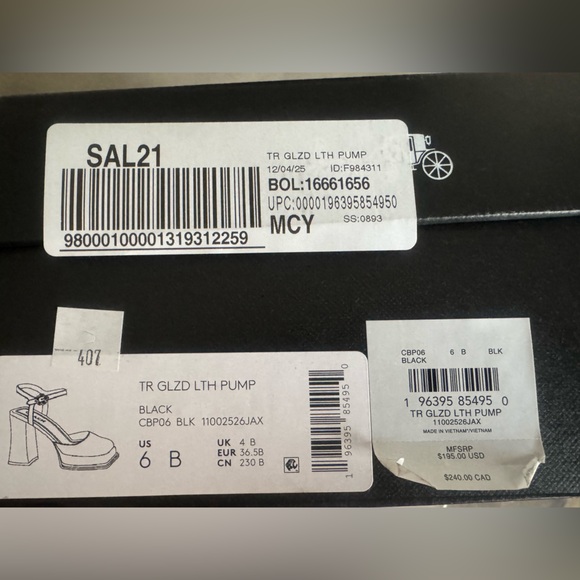 SAL21
98000100001319312259
TR GLZD LTH PUMP
12/04/25 ID:F984311
BOL:16661656
UPC:0000196395854950
MCY SS:0893
407
TR GLZD LTH PUMP
BLACK
CBP06 BLK 11002526JAX
US
6 B
UK 4 B
EUR 36.5B
CN 230 B
196395 85495 0
CBP06 6 B BLK
BLACK
1 96395 85495 0
TR GLZD LTH PUMP
11002526JAX
MADE IN VIETNAM*/VIETNAM
MFSRP
$195.00 USD
$240.00 CAD